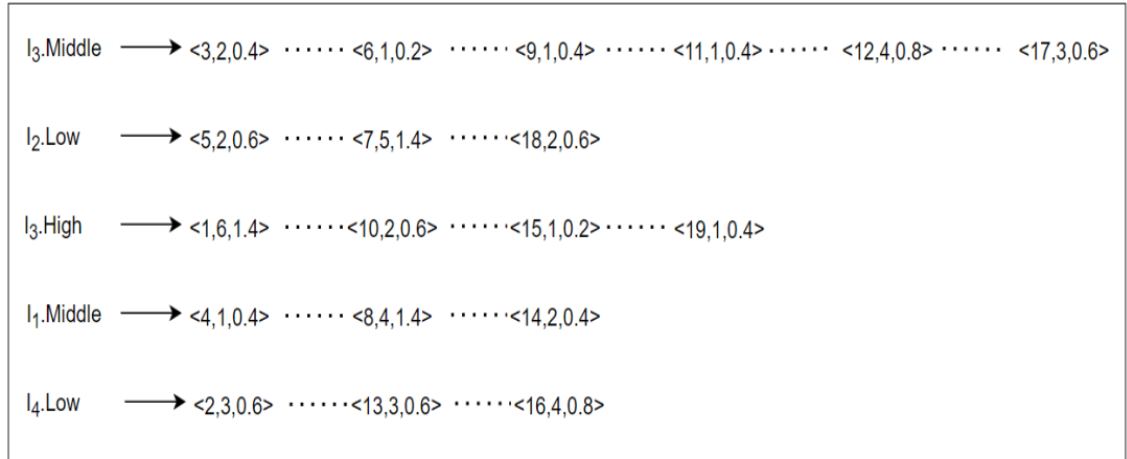 I₃.Middle → <3,2,0.4> ······ <6,1,0.2> ······ <9,1,0.4> ······ <11,1,0.4> ······ <12,4,0.8> ······ <17,3,0.6>
I₂.Low → <5,2,0.6> ······ <7,5,1.4> ······ <18,2,0.6>
I₃.High → <1,6,1.4> ······ <10,2,0.6> ······ <15,1,0.2> ······ <19,1,0.4>
I₁.Middle → <4,1,0.4> ······ <8,4,1.4> ······ <14,2,0.4>
I₄.Low → <2,3,0.6> ······ <13,3,0.6> ······ <16,4,0.8>